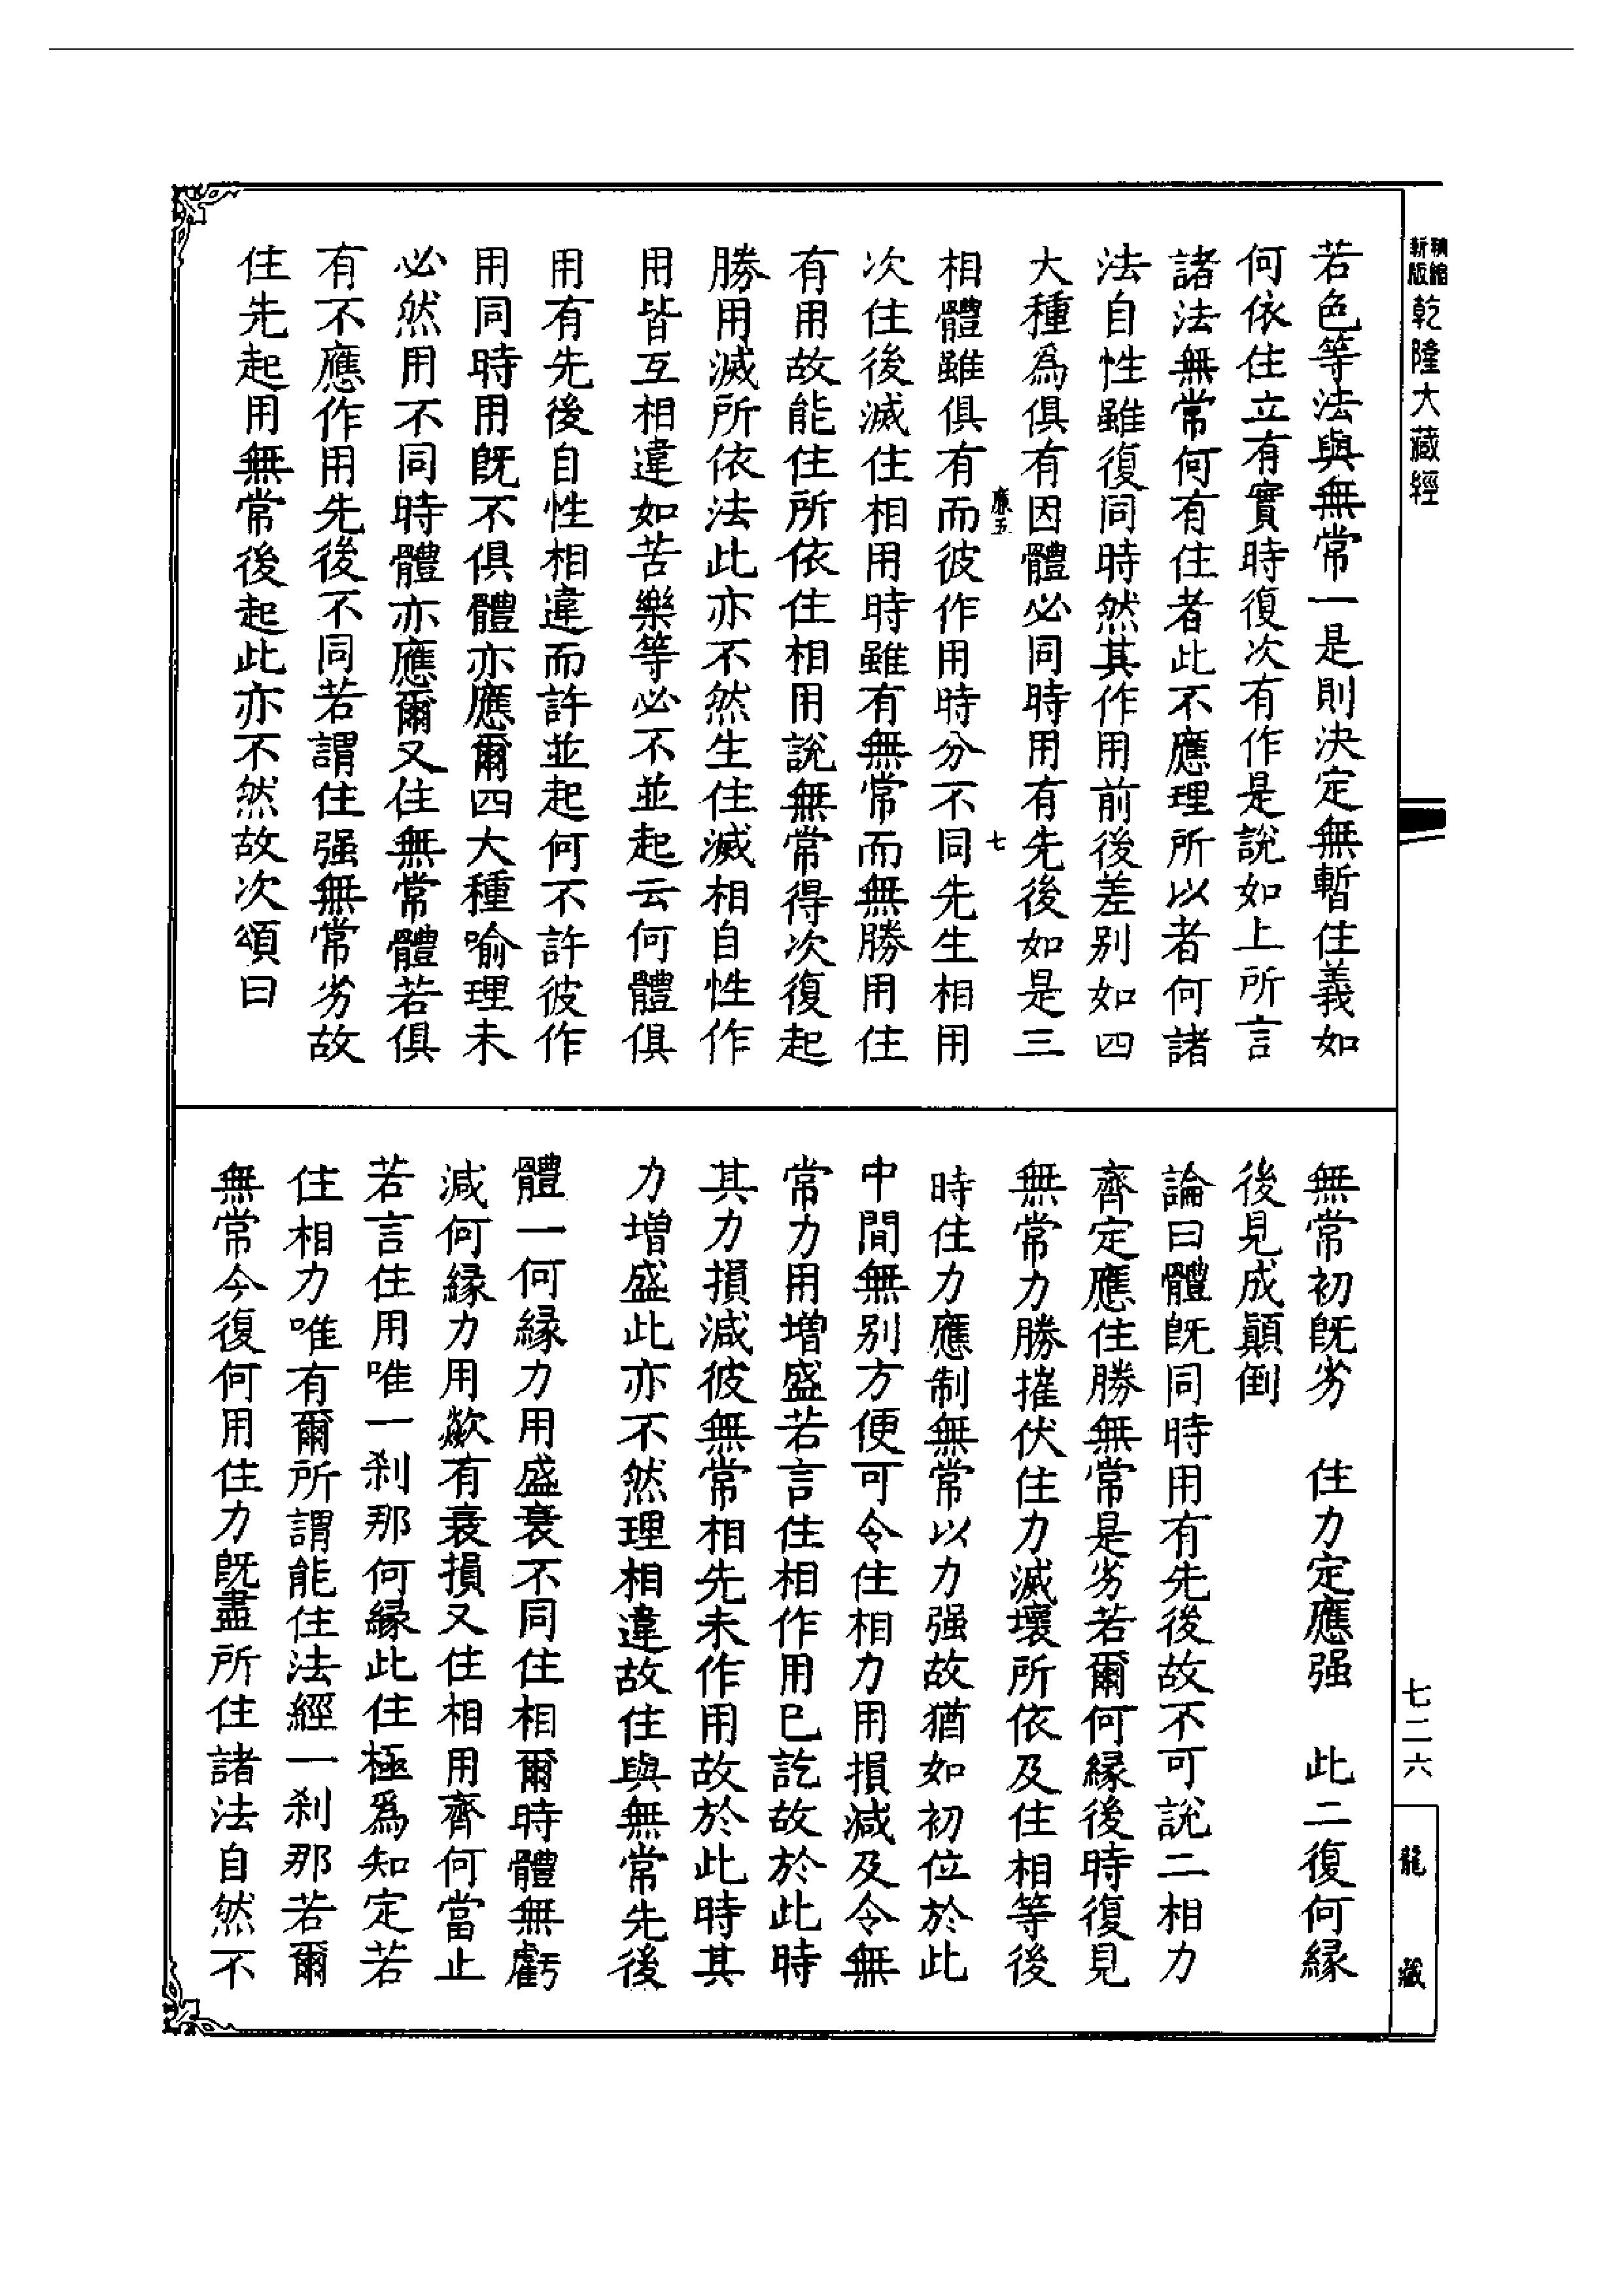 精縮新版乾隆大藏經
若色等法與無常一是則決定無暫住義如
何依住立有實時復次有作是說如上所言
諸法無常何有住者此不應理所以者何諸
法自性雖復同時然其作用前後差别如四
大種爲俱有因體必同時用有先後如是三
廉五 七
相體雖俱有而彼作用時分不同先生相用
次住後滅住相用時雖有無常而無勝用住
有用故能住所依住相用說無常得次復起
勝用滅所依法此亦不然生住滅相自性作
用皆互相違如苦樂等必不並起云何體俱
用有先後自性相違而許並起何不許彼作
用同時用旣不俱體亦應爾四大種喻理未
必然用不同時體亦應爾又住無常體若俱
有不應作用先後不同若謂住强無常劣故
住先起用無常後起此亦不然故次頌曰
無常初旣劣 住力定應强 此二復何縁
後見成顚倒
論曰體旣同時用有先後故不可說二相力
齊定應住勝無常是劣若爾何縁後時復見
無常力勝摧伏住力滅壞所依及住相等後
時住力應制無常以力强故猶如初位於此
中間無别方便可令住相力用損減及令無
常力用增盛若言住相作用已訖故於此時
其力損減彼無常相先未作用故於此時其
力增盛此亦不然理相違故住與無常先後
體一何縁力用盛衰不同住相爾時體無虧
減何縁力用歘有衰損又住相用齊何當止
若言住用唯一刹那何縁此住極爲知定若
住相力唯有爾所謂能住法經一刹那若爾
無常今復何用住力旣盡所住諸法自然不
七二六
龍藏